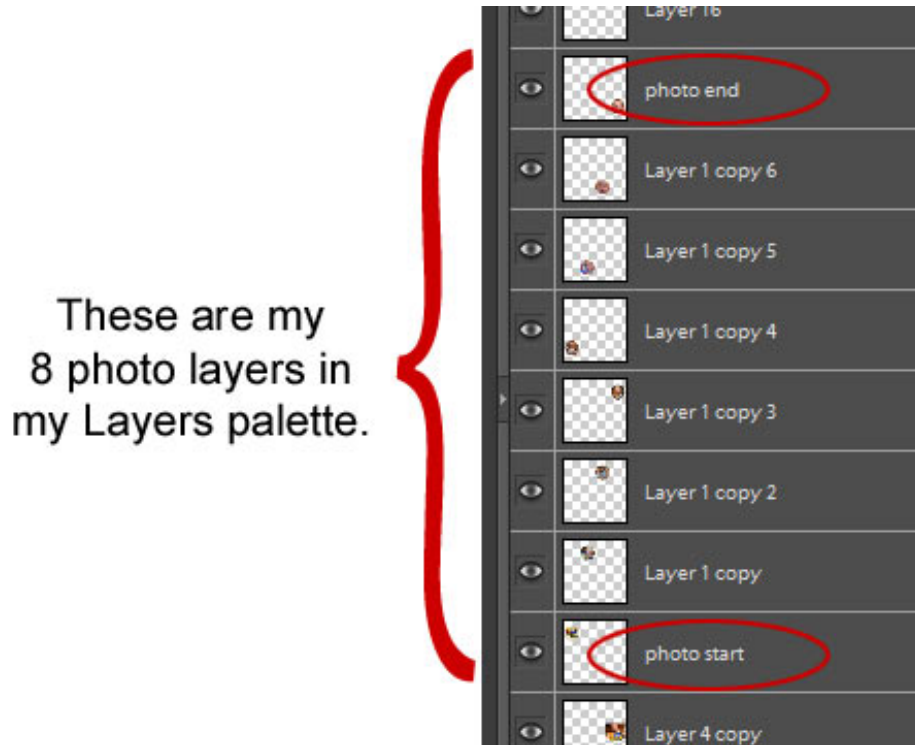 Layer 16
photo end
Layer 1 copy 6
Layer 1 copy 5
These are my
8 photo layers in
my Layers palette.
Layer 1 copy 4
Layer 1 copy 3
Layer 1 copy 2
Layer 1 copy
photo start
Layer 4 copy